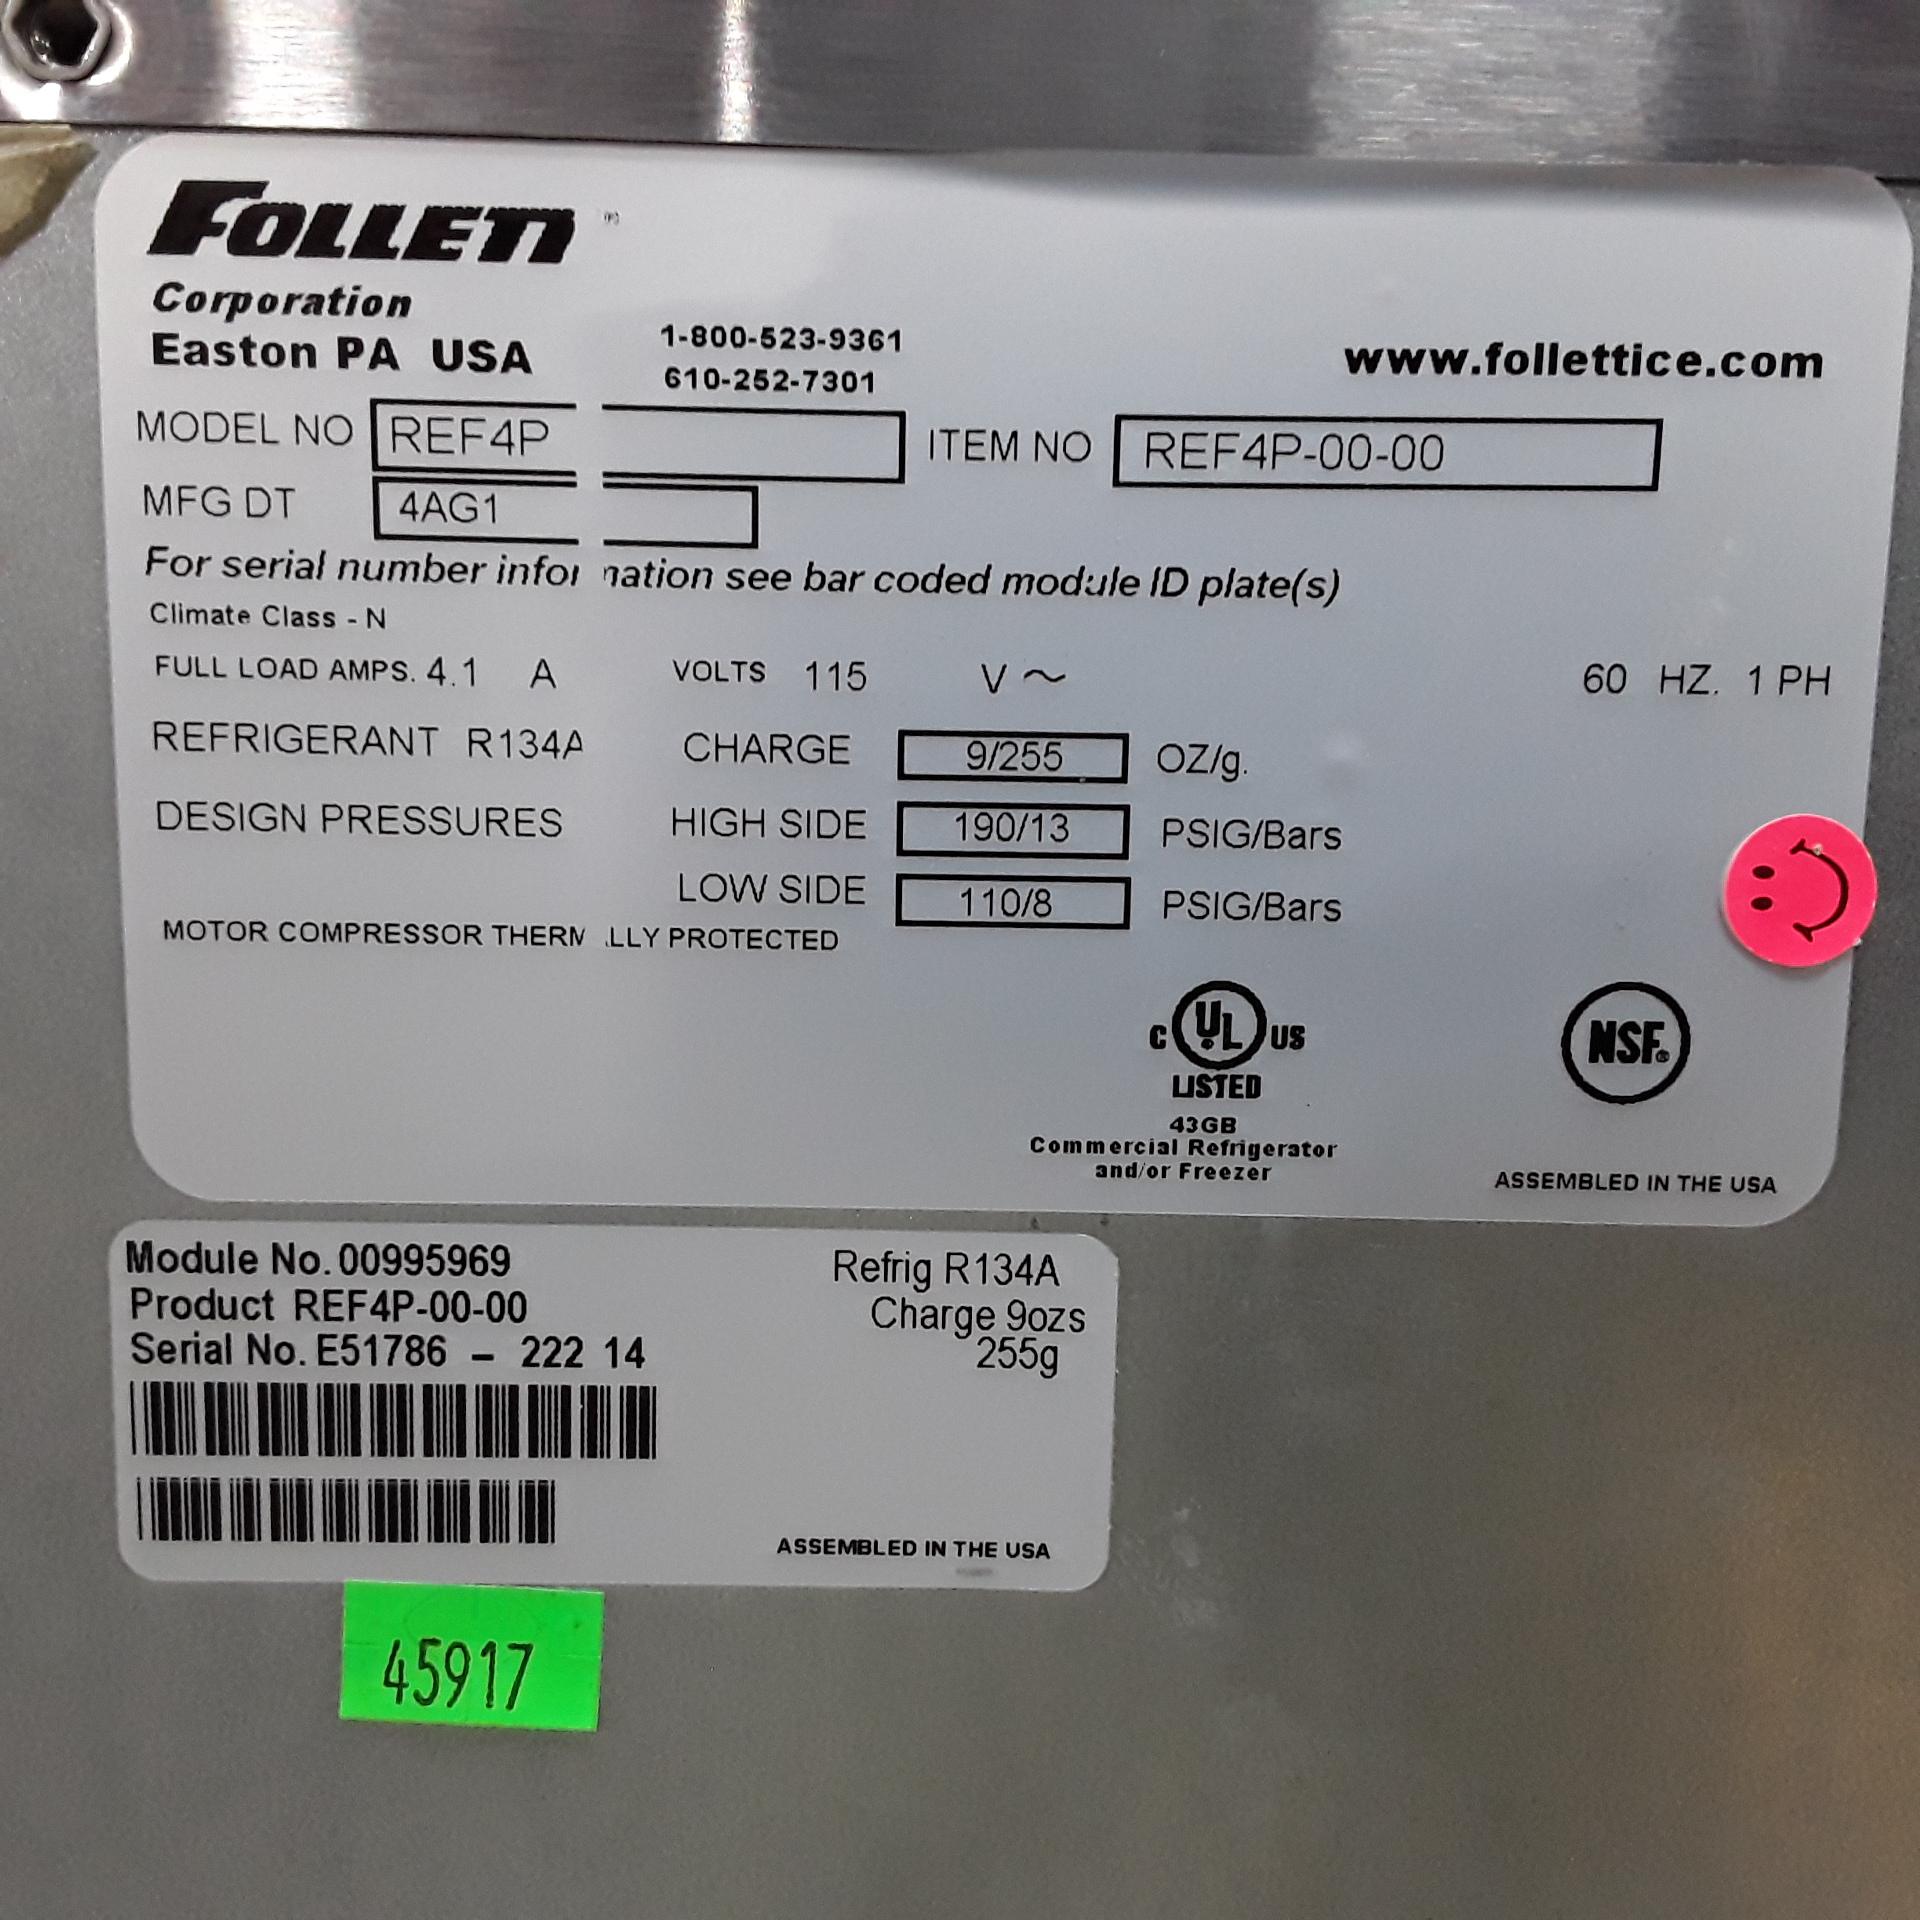 FOLLETT ®
Corporation
Easton PA USA
1-800-523-9361
610-252-7301
www.follettice.com
MODEL NO REF4P ITEM NO REF4P-00-00
MFG DT 4AG1
For serial number infor nation see bar coded module ID plate(s)
Climate Class - N
FULL LOAD AMPS. 4.1 A VOLTS 115 V ~ 60 HZ. 1 PH
REFRIGERANT R134A CHARGE 9/255 OZ/g.
DESIGN PRESSURES HIGH SIDE 190/13 PSIG/Bars
LOW SIDE 110/8 PSIG/Bars
MOTOR COMPRESSOR THERM LLY PROTECTED
C UL US
LISTED
43GB
Commercial Refrigerator
and/or Freezer
NSF®
ASSEMBLED IN THE USA
Module No. 00995969
Product REF4P-00-00
Serial No. E51786 – 222 14
Refrig R134A
Charge 9ozs
255g
ASSEMBLED IN THE USA
45917